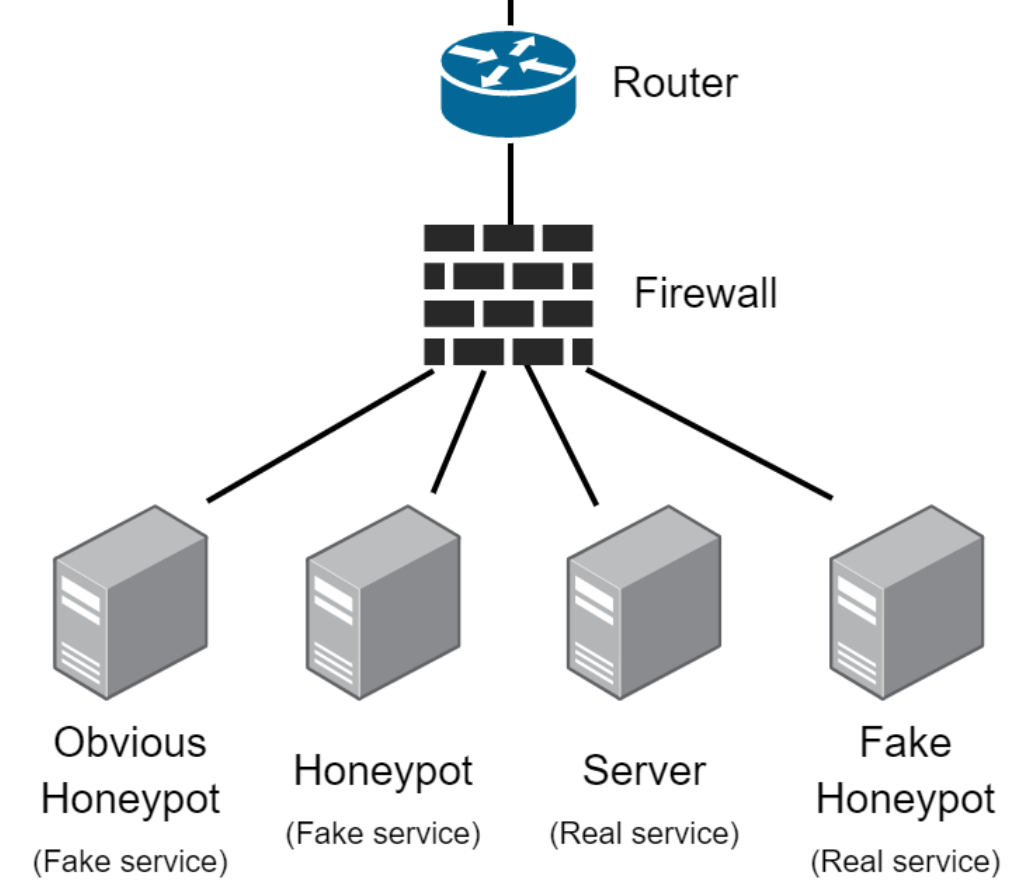 Router
Firewall
Obvious
Honeypot
(Fake service)
Honeypot
(Fake service)
Server
(Real service)
Fake
Honeypot
(Real service)